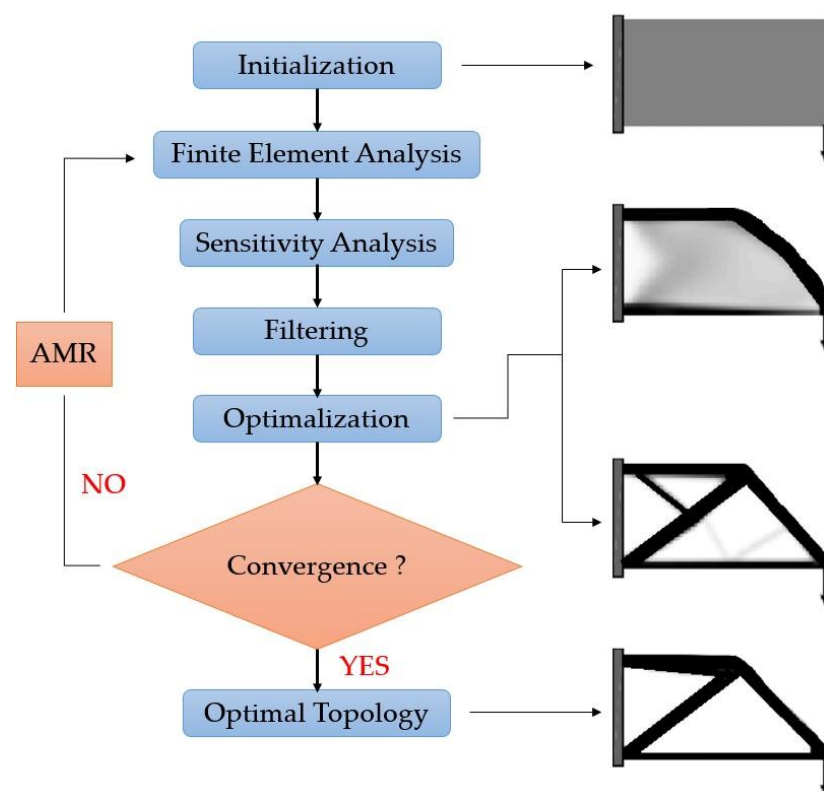 Initialization
Finite Element Analysis
Sensitivity Analysis
Filtering
AMR
Optimalization
NO
Convergence ?
YES
Optimal Topology